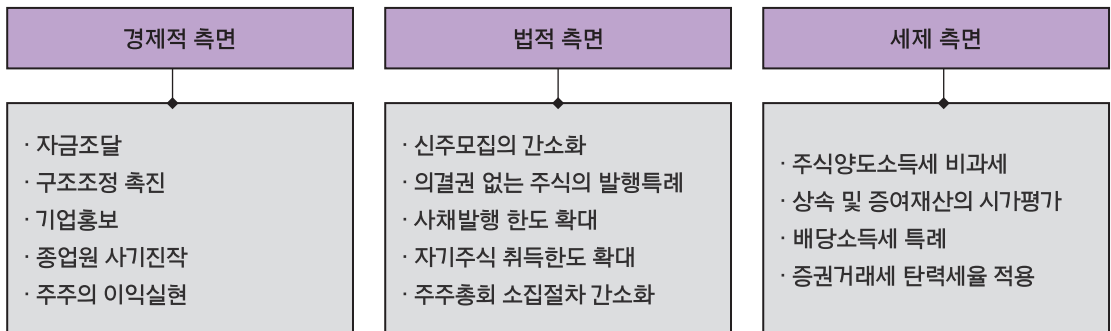 경제적 측면
· 자금조달
· 구조조정 촉진
· 기업홍보
· 종업원 사기진작
· 주주의 이익실현
법적 측면
· 신주모집의 간소화
· 의결권 없는 주식의 발행특례
· 사채발행 한도 확대
· 자기주식 취득한도 확대
· 주주총회 소집절차 간소화
세제 측면
· 주식양도소득세 비과세
· 상속 및 증여재산의 시가평가
· 배당소득세 특례
· 증권거래세 탄력세율 적용